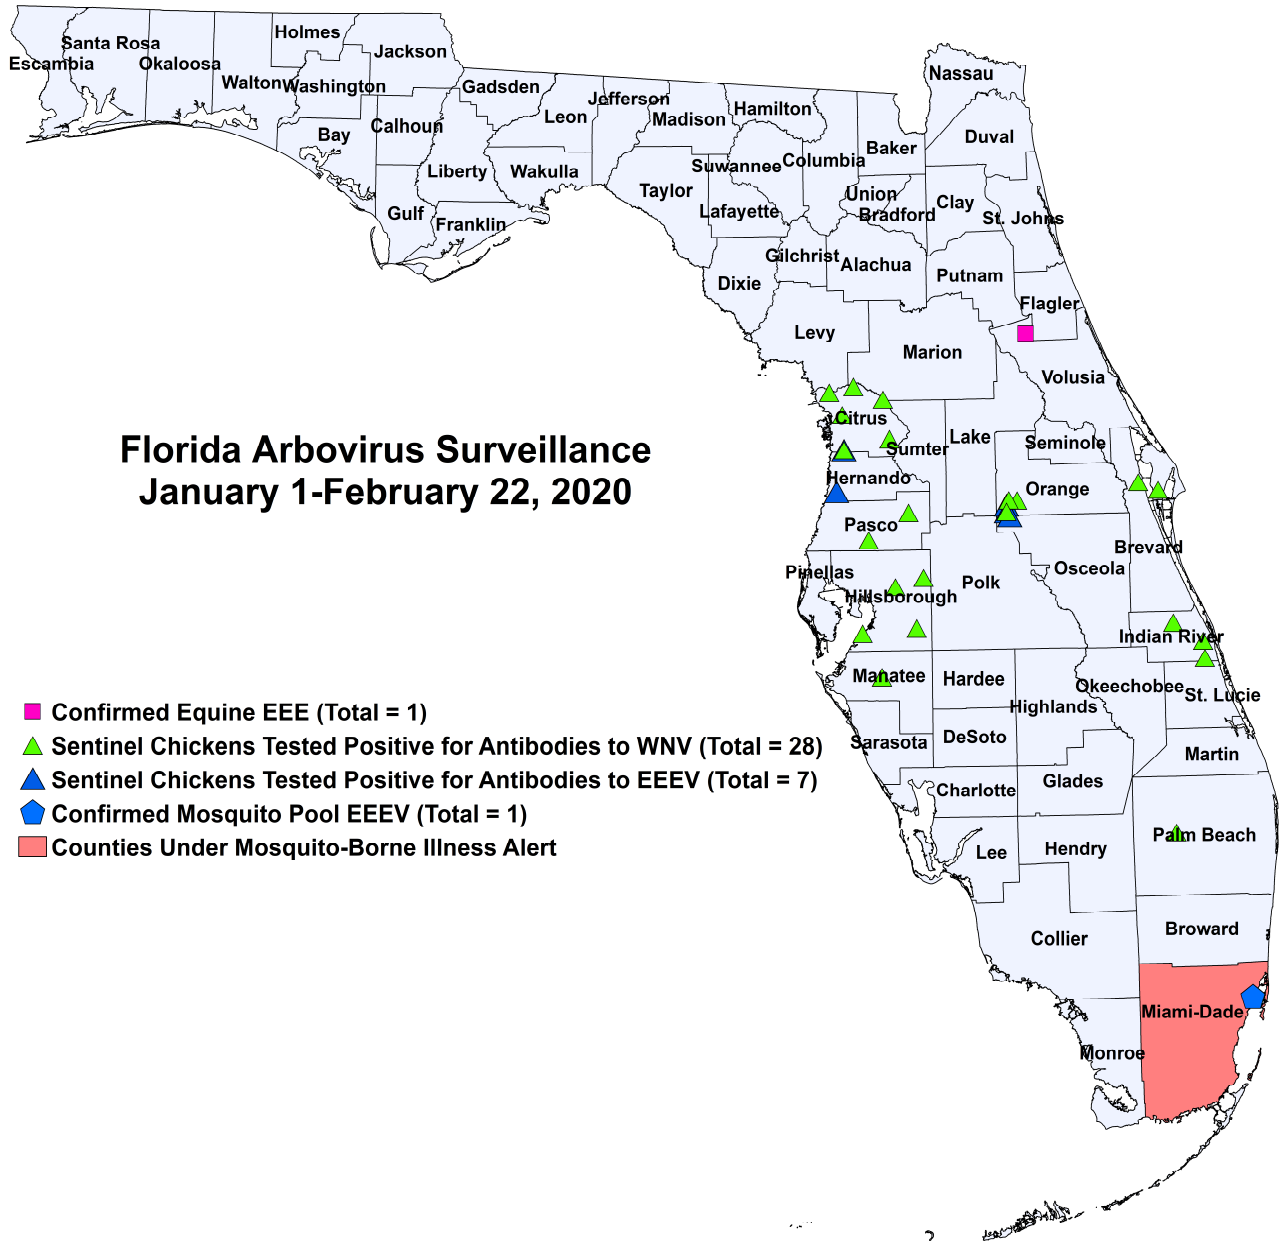 Holmes
Jackson
Santa Rosa
Escambia
Okaloosa
Walton
Washington
Gadsden
Jefferson
Leon
Madison
Hamilton
Nassau
Duval
Bay
Calhoun
Baker
Columbia
Suwannee
Liberty
Wakulla
Taylor
Union
Bradford
Clay
St. Johns
Lafayette
Gulf
Franklin
Gilchrist
Alachua
Putnam
Dixie
Flagler
Levy
Marion
Volusia
Citrus
Lake
Seminole
Sumter
Florida Arbovirus Surveillance
January 1-February 22, 2020
Hernando
Orange
Pasco
Brevard
Osceola
Pinellas
Polk
Hillsborough
Indian River
Manatee
Hardee
Okeechobee
St. Lucie
Highlands
Sarasota
DeSoto
Martin
Charlotte
Glades
Confirmed Equine EEE (Total = 1)
Sentinel Chickens Tested Positive for Antibodies to WNV (Total = 28)
Sentinel Chickens Tested Positive for Antibodies to EEEV (Total = 7)
Confirmed Mosquito Pool EEEV (Total = 1)
Counties Under Mosquito-Borne Illness Alert
Palm Beach
Lee
Hendry
Broward
Collier
Miami-Dade
Monroe